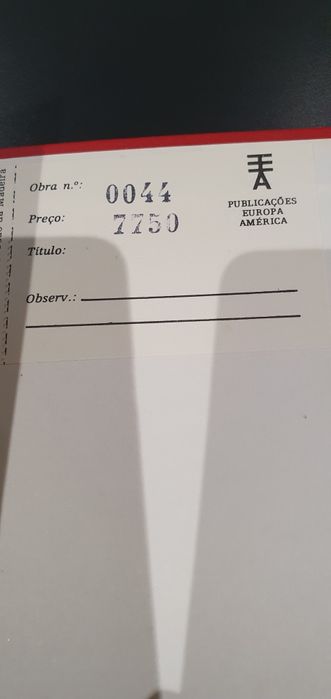 Obra n.º: 0044
Preço: 7750
Título:
Observ.:
PUBLICAÇÕES
EUROPA
AMÉRICA